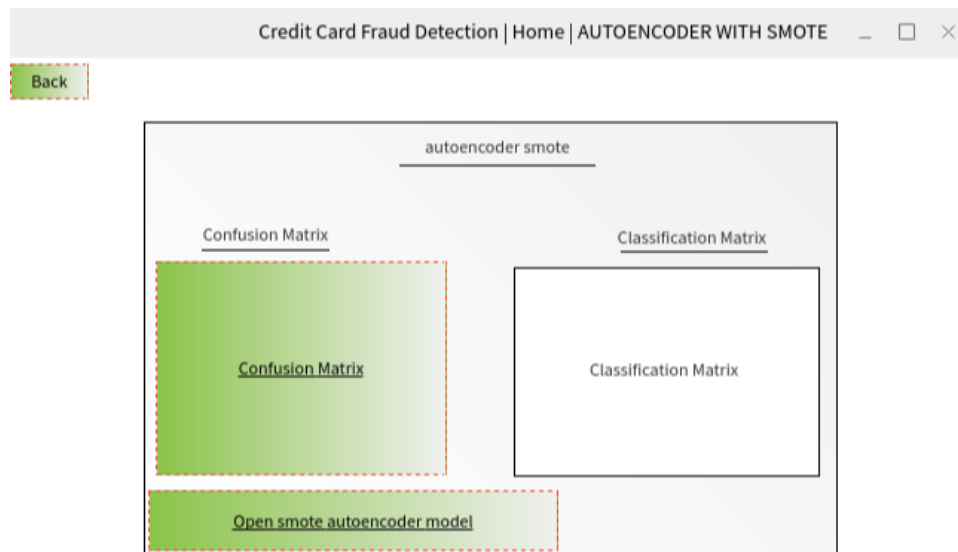 Credit Card Fraud Detection | Home | AUTOENCODER WITH SMOTE
Back
autoencoder smote
Confusion Matrix
Classification Matrix
Confusion Matrix
Classification Matrix
Open smote autoencoder model